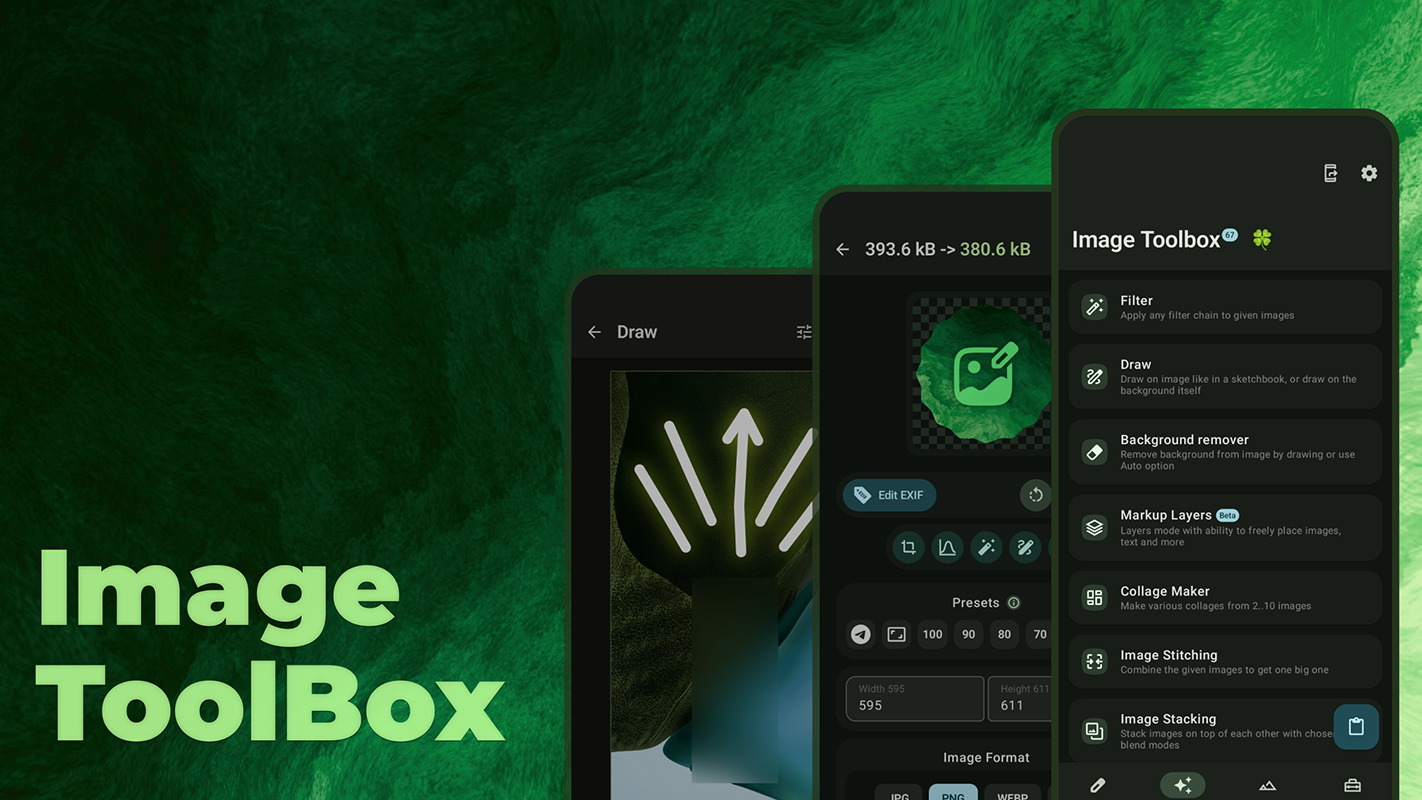 Image
ToolBox
Draw
393.6 kB -> 380.6 kB
Edit EXIF
Presets
100 90 80 70
Width 595
595
Height 611
611
Image Format
JPG PNG WEBP
Image Toolbox 67
Filter
Apply any filter chain to given images
Draw
Draw on image like in a sketchbook, or draw on the
background itself
Background remover
Remove background from image by drawing or use
Auto option
Markup Layers Beta
Layers mode with ability to freely place images,
text and more
Collage Maker
Make various collages from 2..10 images
Image Stitching
Combine the given images to get one big one
Image Stacking
Stack images on top of each other with chose
blend modes